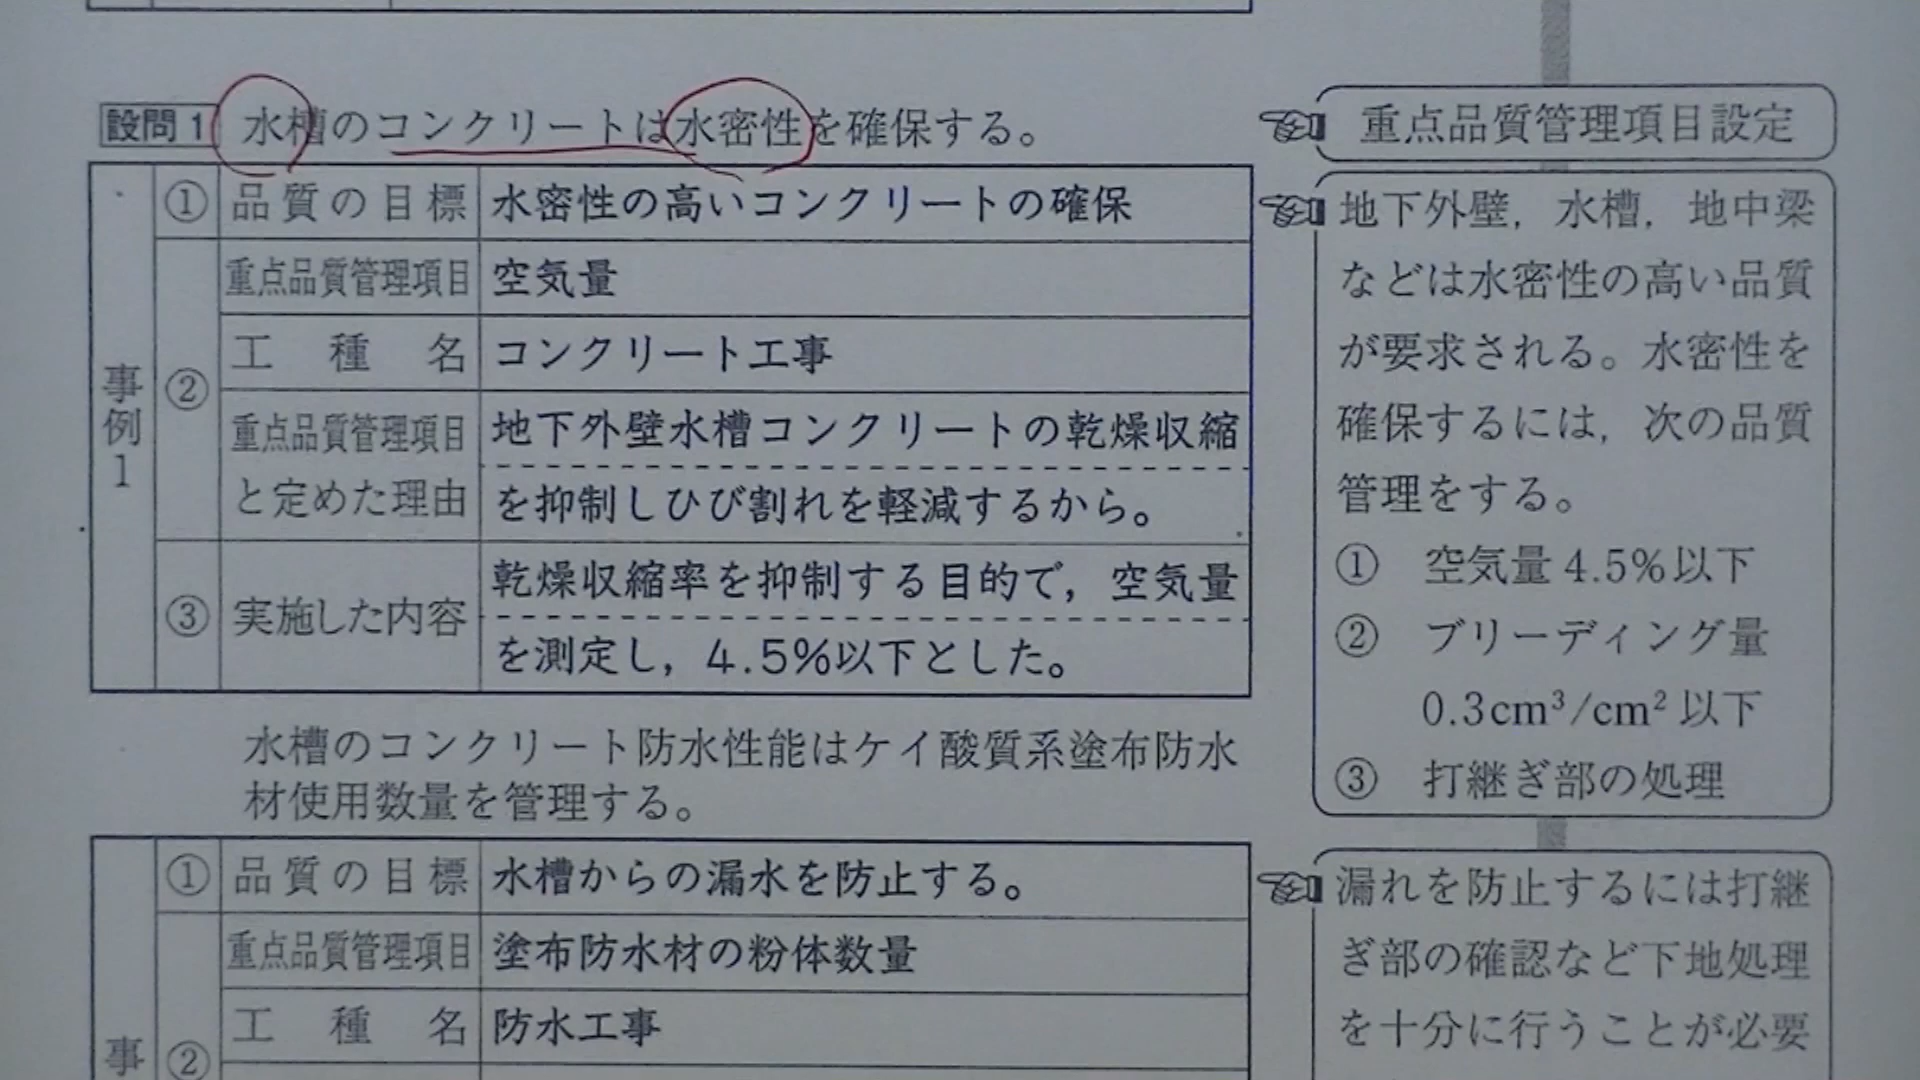 設問1 水槽のコンクリートは水密性を確保する。
事例1
① 品質の目標 水密性の高いコンクリートの確保
② 重点品質管理項目 空気量
工種名 コンクリート工事
重点品質管理項目と定めた理由
地下外壁水槽コンクリートの乾燥収縮
を抑制しひび割れを軽減するから。
③ 実施した内容
乾燥収縮率を抑制する目的で，空気量
を測定し，4.5%以下とした。
水槽のコンクリート防水性能はケイ酸質系塗布防水
材使用数量を管理する。
事
① 品質の目標 水槽からの漏水を防止する。
② 重点品質管理項目 塗布防水材の粉体数量
工種名 防水工事
重点品質管理項目設定
地下外壁，水槽，地中梁
などは水密性の高い品質
が要求される。水密性を
確保するには，次の品質
管理をする。
① 空気量4.5%以下
② ブリーディング量
0.3cm³/cm²以下
③ 打継ぎ部の処理
漏れを防止するには打継
ぎ部の確認など下地処理
を十分に行うことが必要